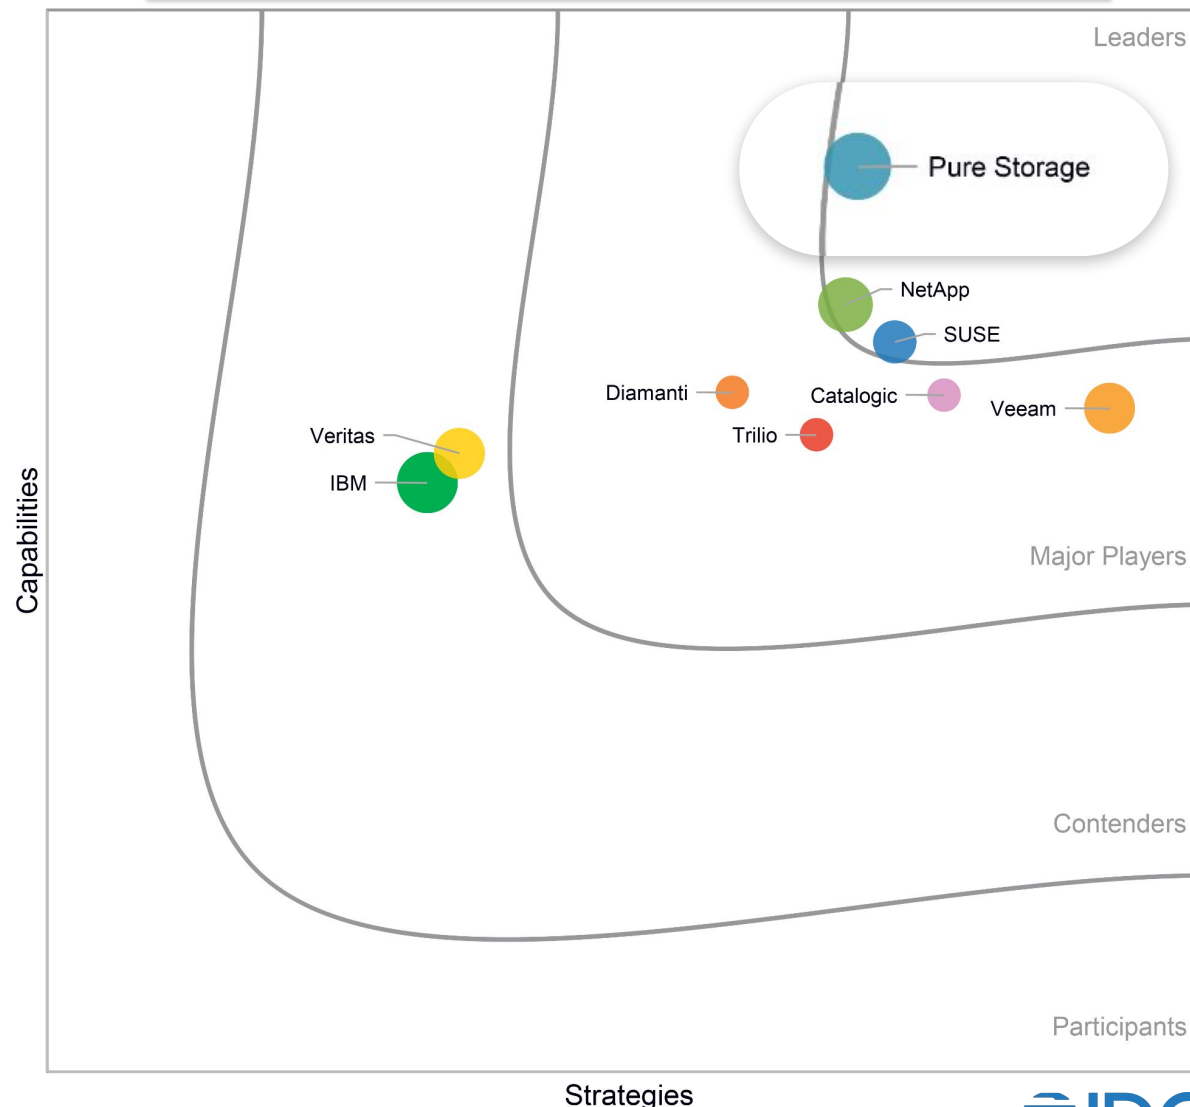 Leaders
Pure Storage
NetApp
SUSE
Diamanti
Catalogic
Veeam
Trilio
Veritas
IBM
Capabilities
Major Players
Contenders
Participants
Strategies